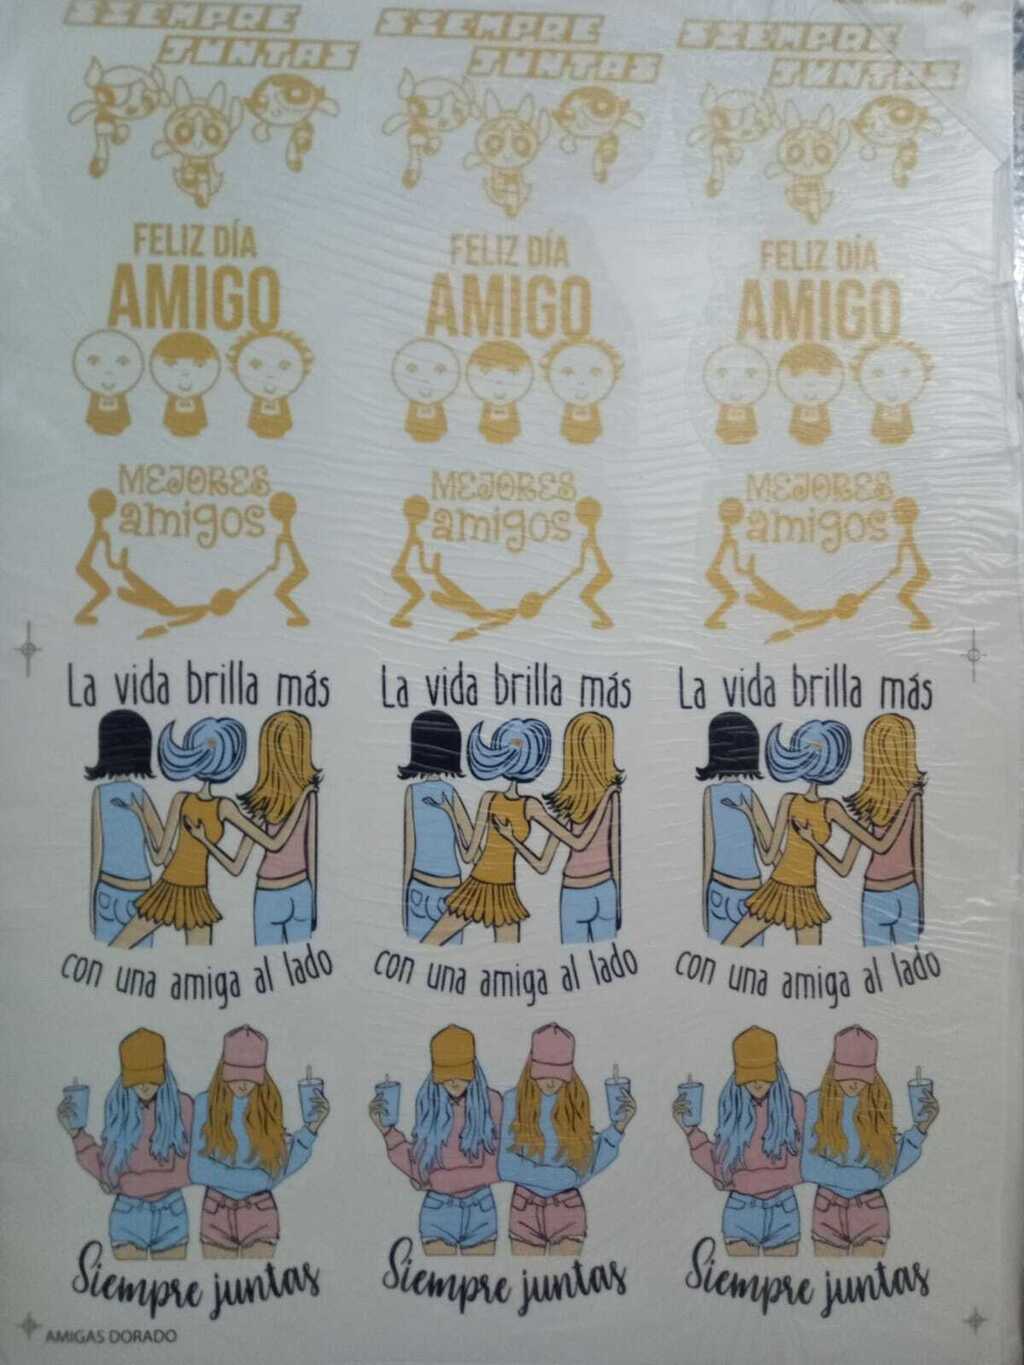 SIEMPRE SIEMPRE SIEMPRE
JUNTAS JUNTAS JUNTAS
FELIZ DÍA FELIZ DÍA FELIZ DÍA
AMIGO AMIGO AMIGO
MEJORES MEJORES MEJORES
amigos amigos amigos
La vida brilla más La vida brilla más La vida brilla más
con una amiga al lado con una amiga al lado con una amiga al lado
Siempre juntas Siempre juntas Siempre juntas
AMIGAS DORADO